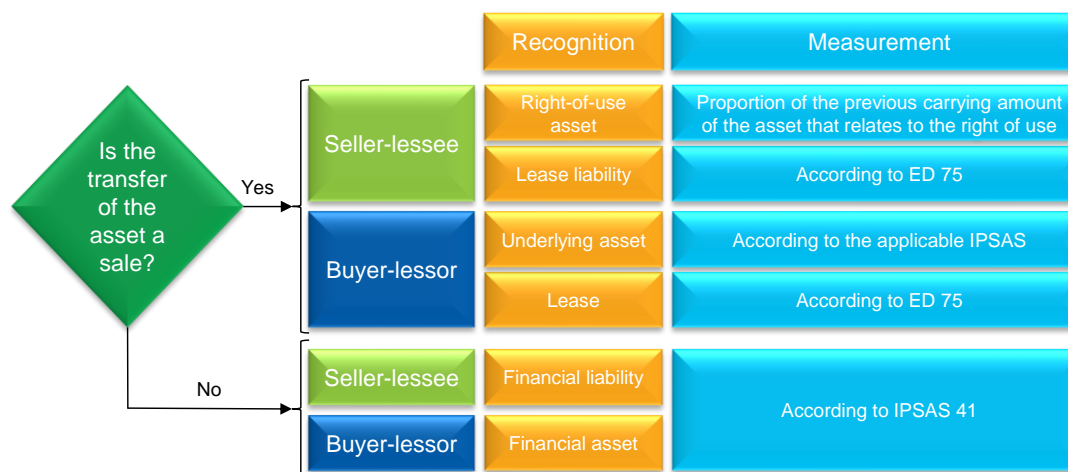 Recognition
Measurement
Is the
transfer
of the
asset a
sale?
Yes
Seller-lessee
Right-of-use
asset
Proportion of the previous carrying amount
of the asset that relates to the right of use
Lease liability
According to ED 75
Buyer-lessor
Underlying asset
According to the applicable IPSAS
Lease
According to ED 75
No
Seller-lessee
Financial liability
According to IPSAS 41
Buyer-lessor
Financial asset